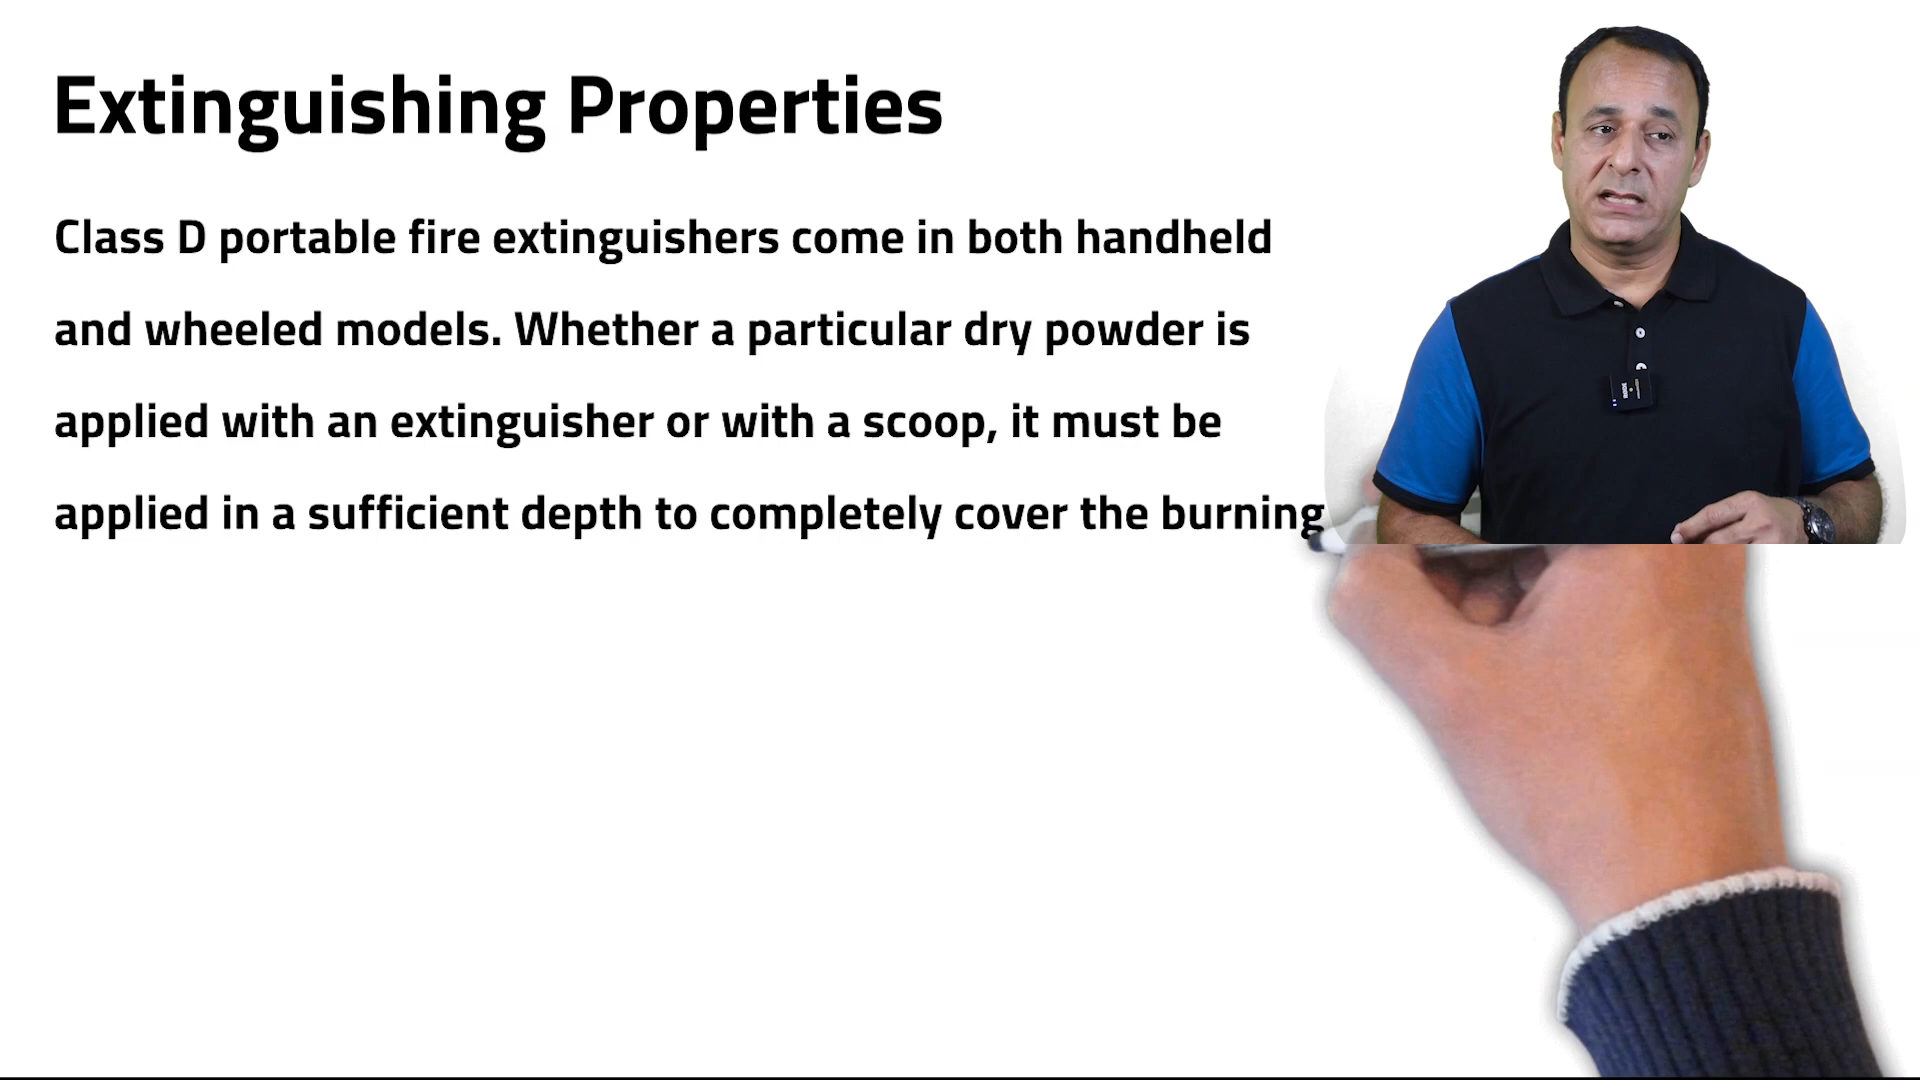 Extinguishing Properties
Class D portable fire extinguishers come in both handheld
and wheeled models. Whether a particular dry powder is
applied with an extinguisher or with a scoop, it must be
applied in a sufficient depth to completely cover the burning